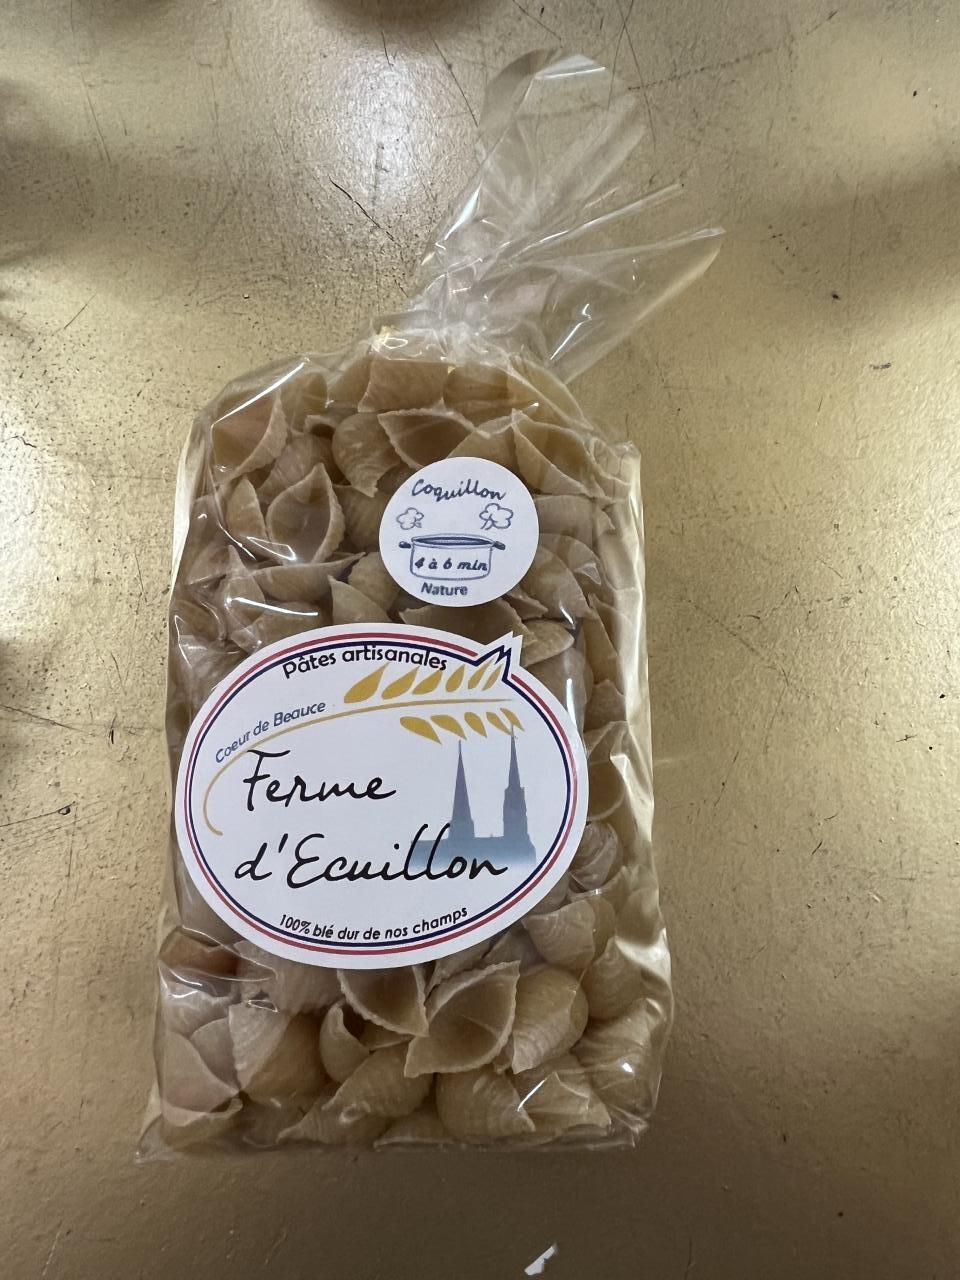 Coquillon
4 à 6 min
Nature
Pâtes artisanales
Coeur de Beauce
Ferme
d'Ecuillon
100% blé dur de nos champs